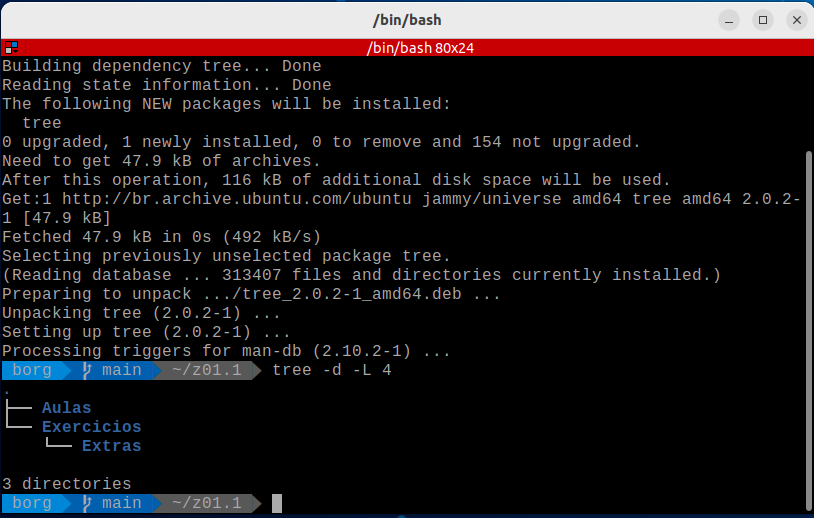 /bin/bash
/bin/bash 80x24
Building dependency tree... Done
Reading state information... Done
The following NEW packages will be installed:
  tree
0 upgraded, 1 newly installed, 0 to remove and 154 not upgraded.
Need to get 47.9 kB of archives.
After this operation, 116 kB of additional disk space will be used.
Get:1 http://br.archive.ubuntu.com/ubuntu jammy/universe amd64 tree amd64 2.0.2-
1 [47.9 kB]
Fetched 47.9 kB in 0s (492 kB/s)
Selecting previously unselected package tree.
(Reading database ... 313407 files and directories currently installed.)
Preparing to unpack .../tree_2.0.2-1_amd64.deb ...
Unpacking tree (2.0.2-1) ...
Setting up tree (2.0.2-1) ...
Processing triggers for man-db (2.10.2-1) ...
borg main ~/z01.1 tree -d -L 4
.
├── Aulas
└── Exercicios
    └── Extras
3 directories
borg main ~/z01.1